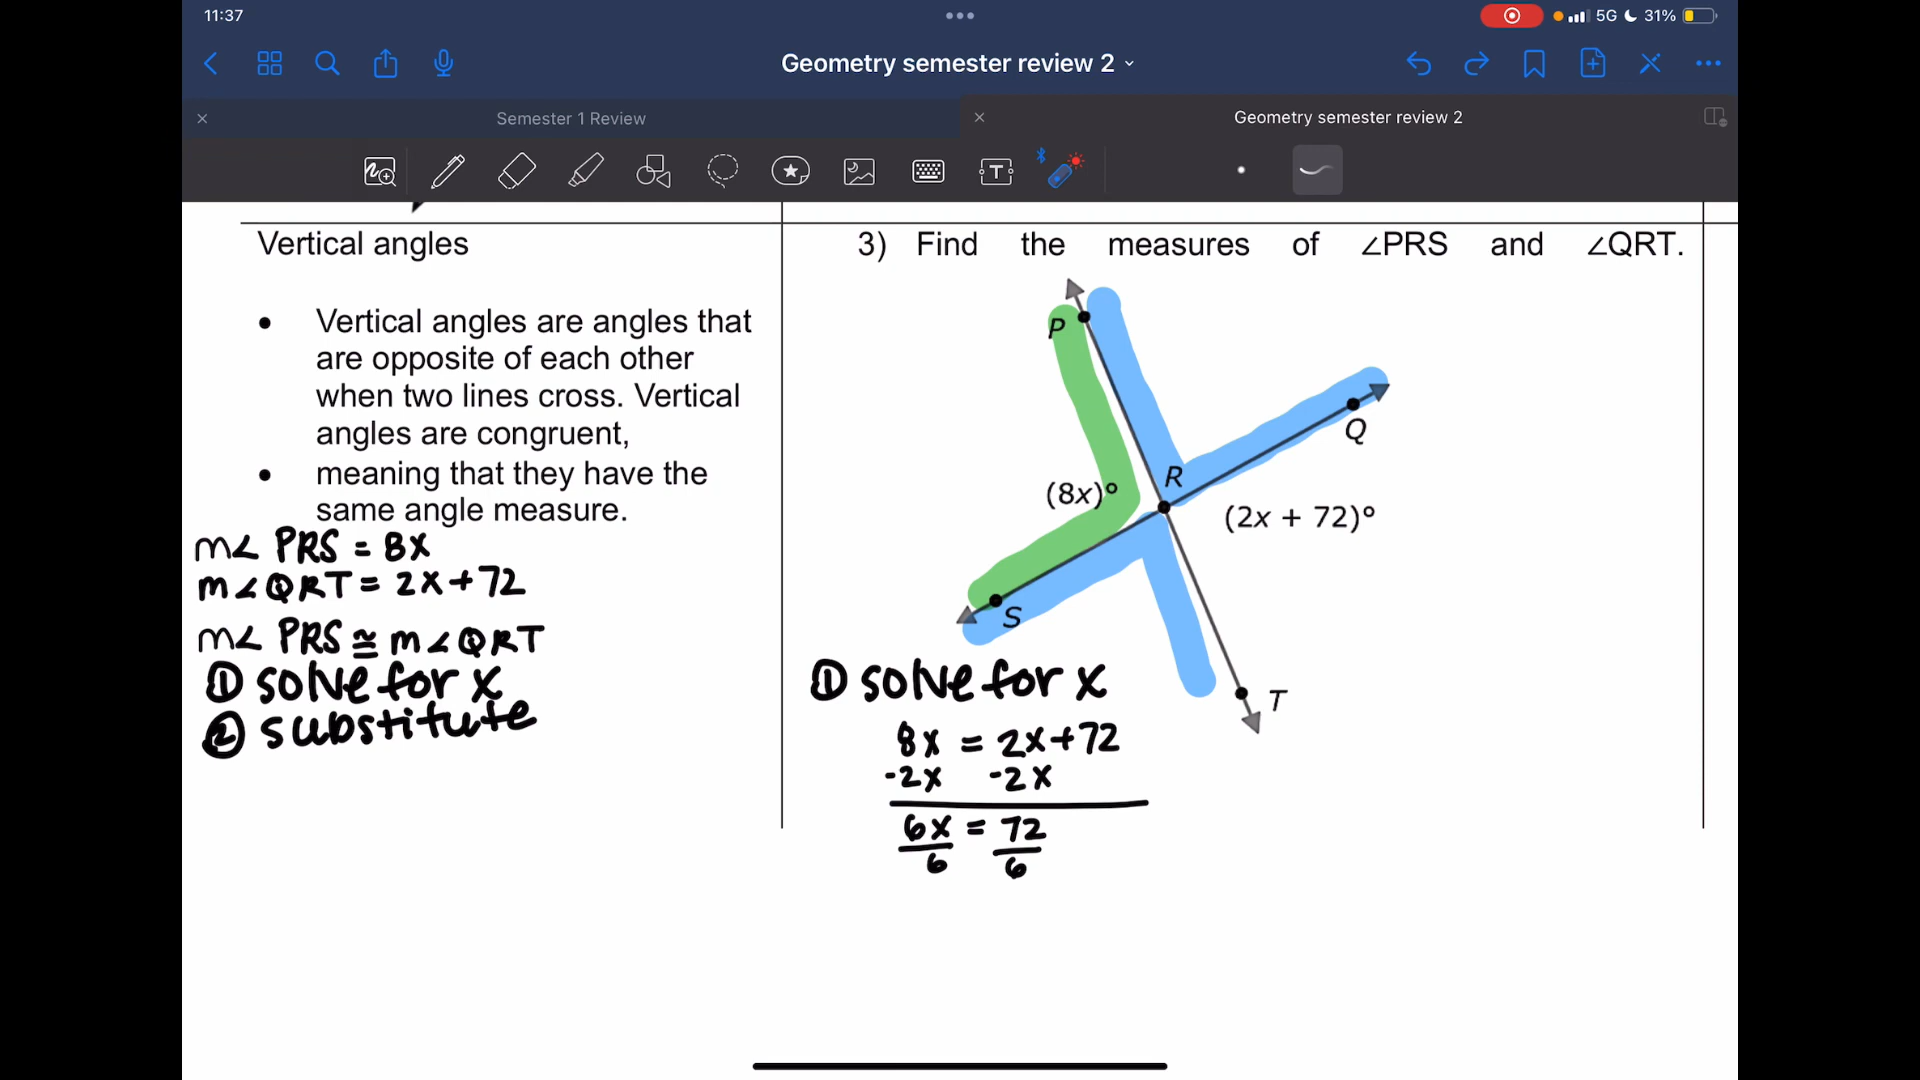 11:37
5G 31%
Geometry semester review 2
Semester 1 Review
Geometry semester review 2
T
Vertical angles
• Vertical angles are angles that
are opposite of each other
when two lines cross. Vertical
angles are congruent,
• meaning that they have the
same angle measure.
m∠ PRS = 8x
m∠QRT = 2x+72
m∠ PRS ≅ m∠QRT
① solve for x
② substitute
3) Find the measures of ∠PRS and ∠QRT.
P
Q
R
(8x)°
(2x + 72)°
S
T
① solve for x
8x = 2x+72
-2x -2x
6x = 72
6 6